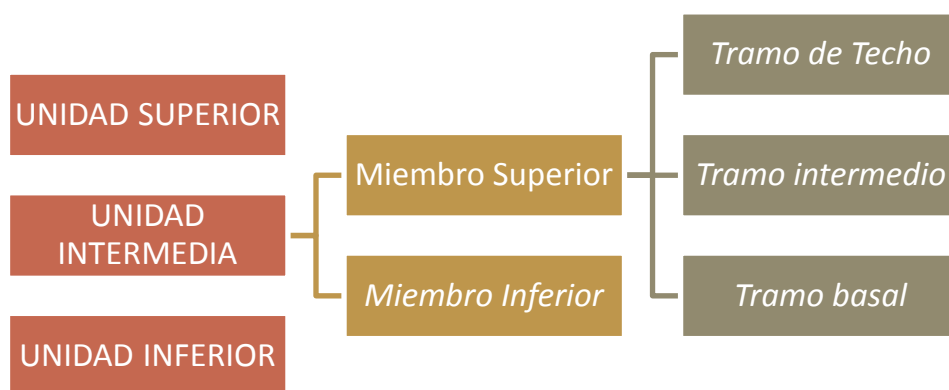 UNIDAD SUPERIOR
UNIDAD
INTERMEDIA
UNIDAD INFERIOR
Miembro Superior
Miembro Inferior
Tramo de Techo
Tramo intermedio
Tramo basal